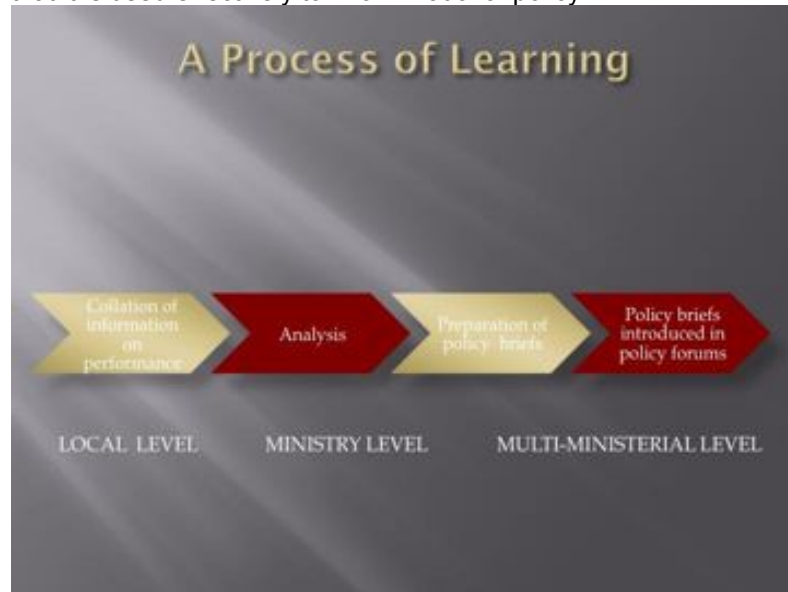 A Process of Learning
Collation of
information
on
performance
Analysis
Preparation of
policy briefs
Policy briefs
introduced in
policy forums
LOCAL LEVEL
MINISTRY LEVEL
MULTI-MINISTERIAL LEVEL